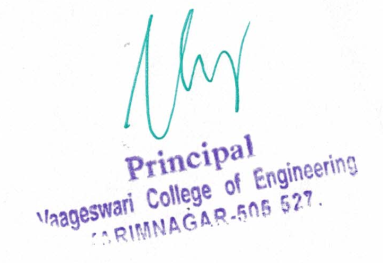 Principal
Vaageswari College of Engineering
KARIMNAGAR-505 527.